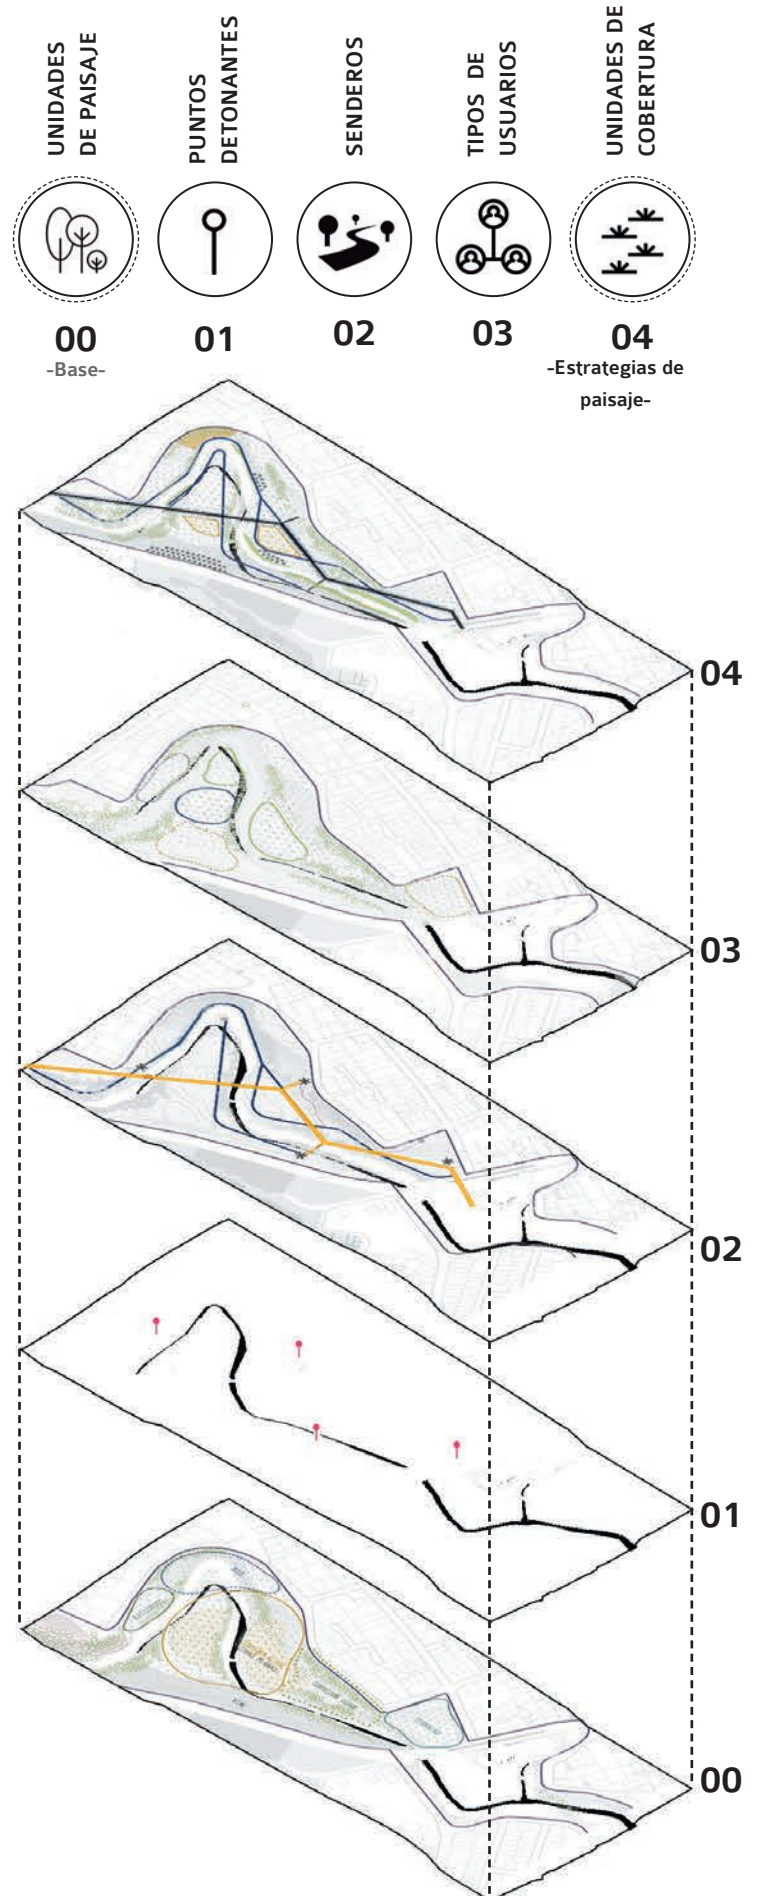 UNIDADES
DE PAISAJE
PUNTOS
DETONANTES
SENDEROS
TIPOS DE
USUARIOS
UNIDADES DE
COBERTURA
00
-Base-
01
02
03
04
-Estrategias de
paisaje-
04
03
02
01
00